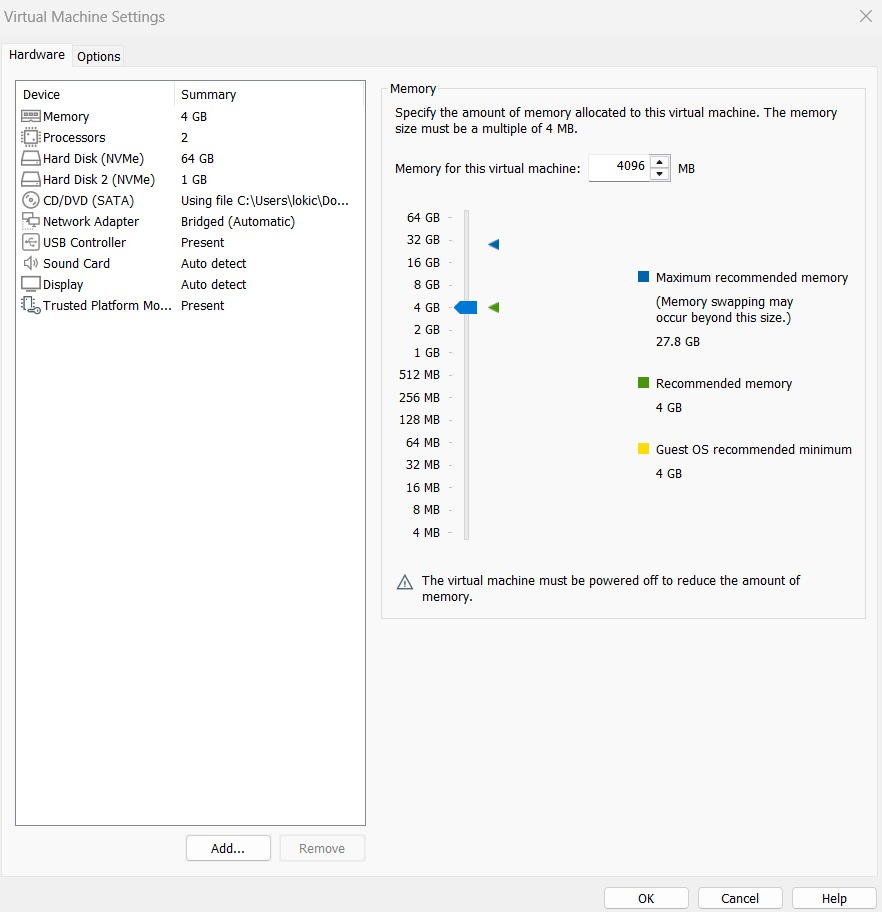 Virtual Machine Settings
Hardware Options
Device Summary
Memory 4 GB
Processors 2
Hard Disk (NVMe) 64 GB
Hard Disk 2 (NVMe) 1 GB
CD/DVD (SATA) Using file C:\Users\lokic\Do...
Network Adapter Bridged (Automatic)
USB Controller Present
Sound Card Auto detect
Display Auto detect
Trusted Platform Mo... Present
Add... Remove
Memory
Specify the amount of memory allocated to this virtual machine. The memory
size must be a multiple of 4 MB.
Memory for this virtual machine: 4096 MB
64 GB
32 GB
16 GB
8 GB
4 GB
2 GB
1 GB
512 MB
256 MB
128 MB
64 MB
32 MB
16 MB
8 MB
4 MB
Maximum recommended memory
(Memory swapping may
occur beyond this size.)
27.8 GB
Recommended memory
4 GB
Guest OS recommended minimum
4 GB
The virtual machine must be powered off to reduce the amount of
memory.
OK Cancel Help